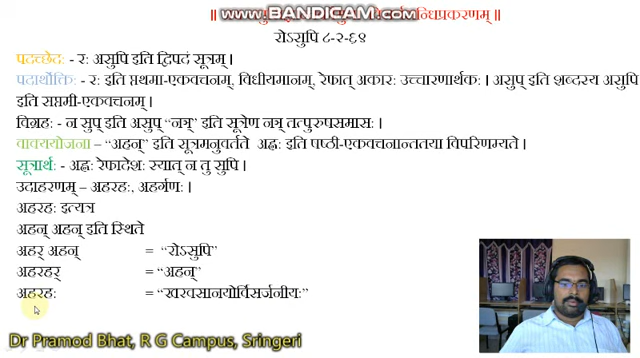 www.BANDICAM.com
न्धिप्रकरणम् ॥
रोऽसुपि ८-२-६९
पदच्छेदः - रः असुपि इति द्विपदं सूत्रम् ।
पदार्थोक्तिः - रः इति प्रथमा-एकवचनम्, विधीयमानम्, रेफात् अकारः उच्चारणार्थकः । असुप् इति शब्दस्य असुपि
इति सप्तमी-एकवचनम् ।
विग्रहः - न सुप् इति असुप् “नञ्” इति सूत्रेण नञ् तत्पुरुषसमासः ।
वाक्ययोजना – “अहन्” इति सूत्रमनुवर्तते अह्नः इति षष्ठी-एकवचनान्ततया विपरिणम्यते ।
सूत्रार्थः - अह्नः रेफादेशः स्यात् न तु सुपि ।
उदाहरणम् – अहरहः, अहर्गणः ।
अहरहः इत्यत्र
अहन् अहन् इति स्थिते
अहर् अहन् = “रोऽसुपि”
अहरहर् = “अहन्”
अहरहः = “खरवसानयोर्विसर्जनीयः”
Dr Pramod Bhat, R G Campus, Sringeri